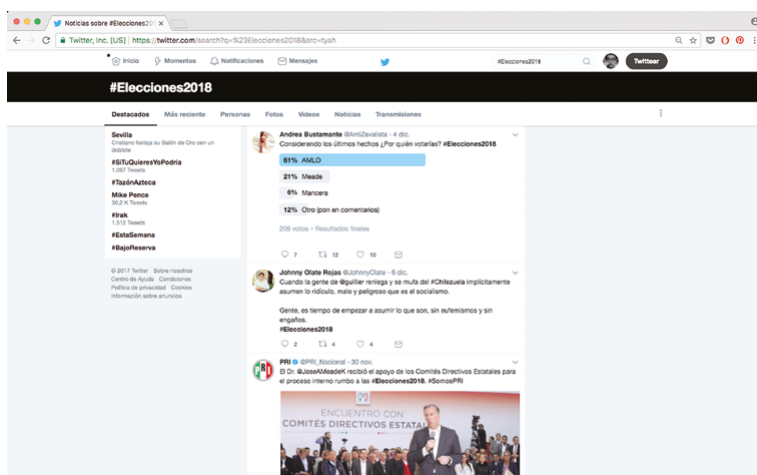 Noticias sobre #Elecciones201
Twitter, Inc. [US] | https://twitter.com/search?q=%23Elecciones2018&src=tyah
Inicio Momentos Notificaciones Mensajes
#Elecciones2018
Twittear
#Elecciones2018
Destacados Más reciente Personas Fotos Videos Noticias Transmisiones
Sevilla
Cristiano festeja su Balón de Oro con un
doblete
#SiTuQuieresYoPodria
1.087 Tweets
#TazónAzteca
Mike Pence
30,2 K Tweets
#Irak
1.512 Tweets
#EstaSemana
#BajoReserva
© 2017 Twitter Sobre nosotros
Centro de Ayuda Condiciones
Política de privacidad Cookies
Información sobre anuncios
Andrea Bustamante @AntiZavalista - 4 dic.
Considerando los últimos hechos ¿Por quién votarías? #Elecciones2018
61% AMLO
21% Meade
6% Mancera
12% Otro (pon en comentarios)
209 votos • Resultados finales
7 12 10
Johnny Olate Rojas @JohnnyOlate - 6 dic.
Cuando la gente de @guillier reniega y se mofa del #Chilezuela implícitamente
asumen lo ridículo, malo y peligroso que es el socialismo.
Gente, es tiempo de empezar a asumir lo que son, sin eufemismos y sin
engaños.
#Elecciones2018
2 4 4
PRI @PRI_Nacional - 30 nov.
El Dr. @JoseAMeadeK recibió el apoyo de los Comités Directivos Estatales para
el proceso interno rumbo a las #Elecciones2018. #SomosPRI
PRI
ENCUENTRO CON
COMITÉS DIRECTIVOS ESTATAL